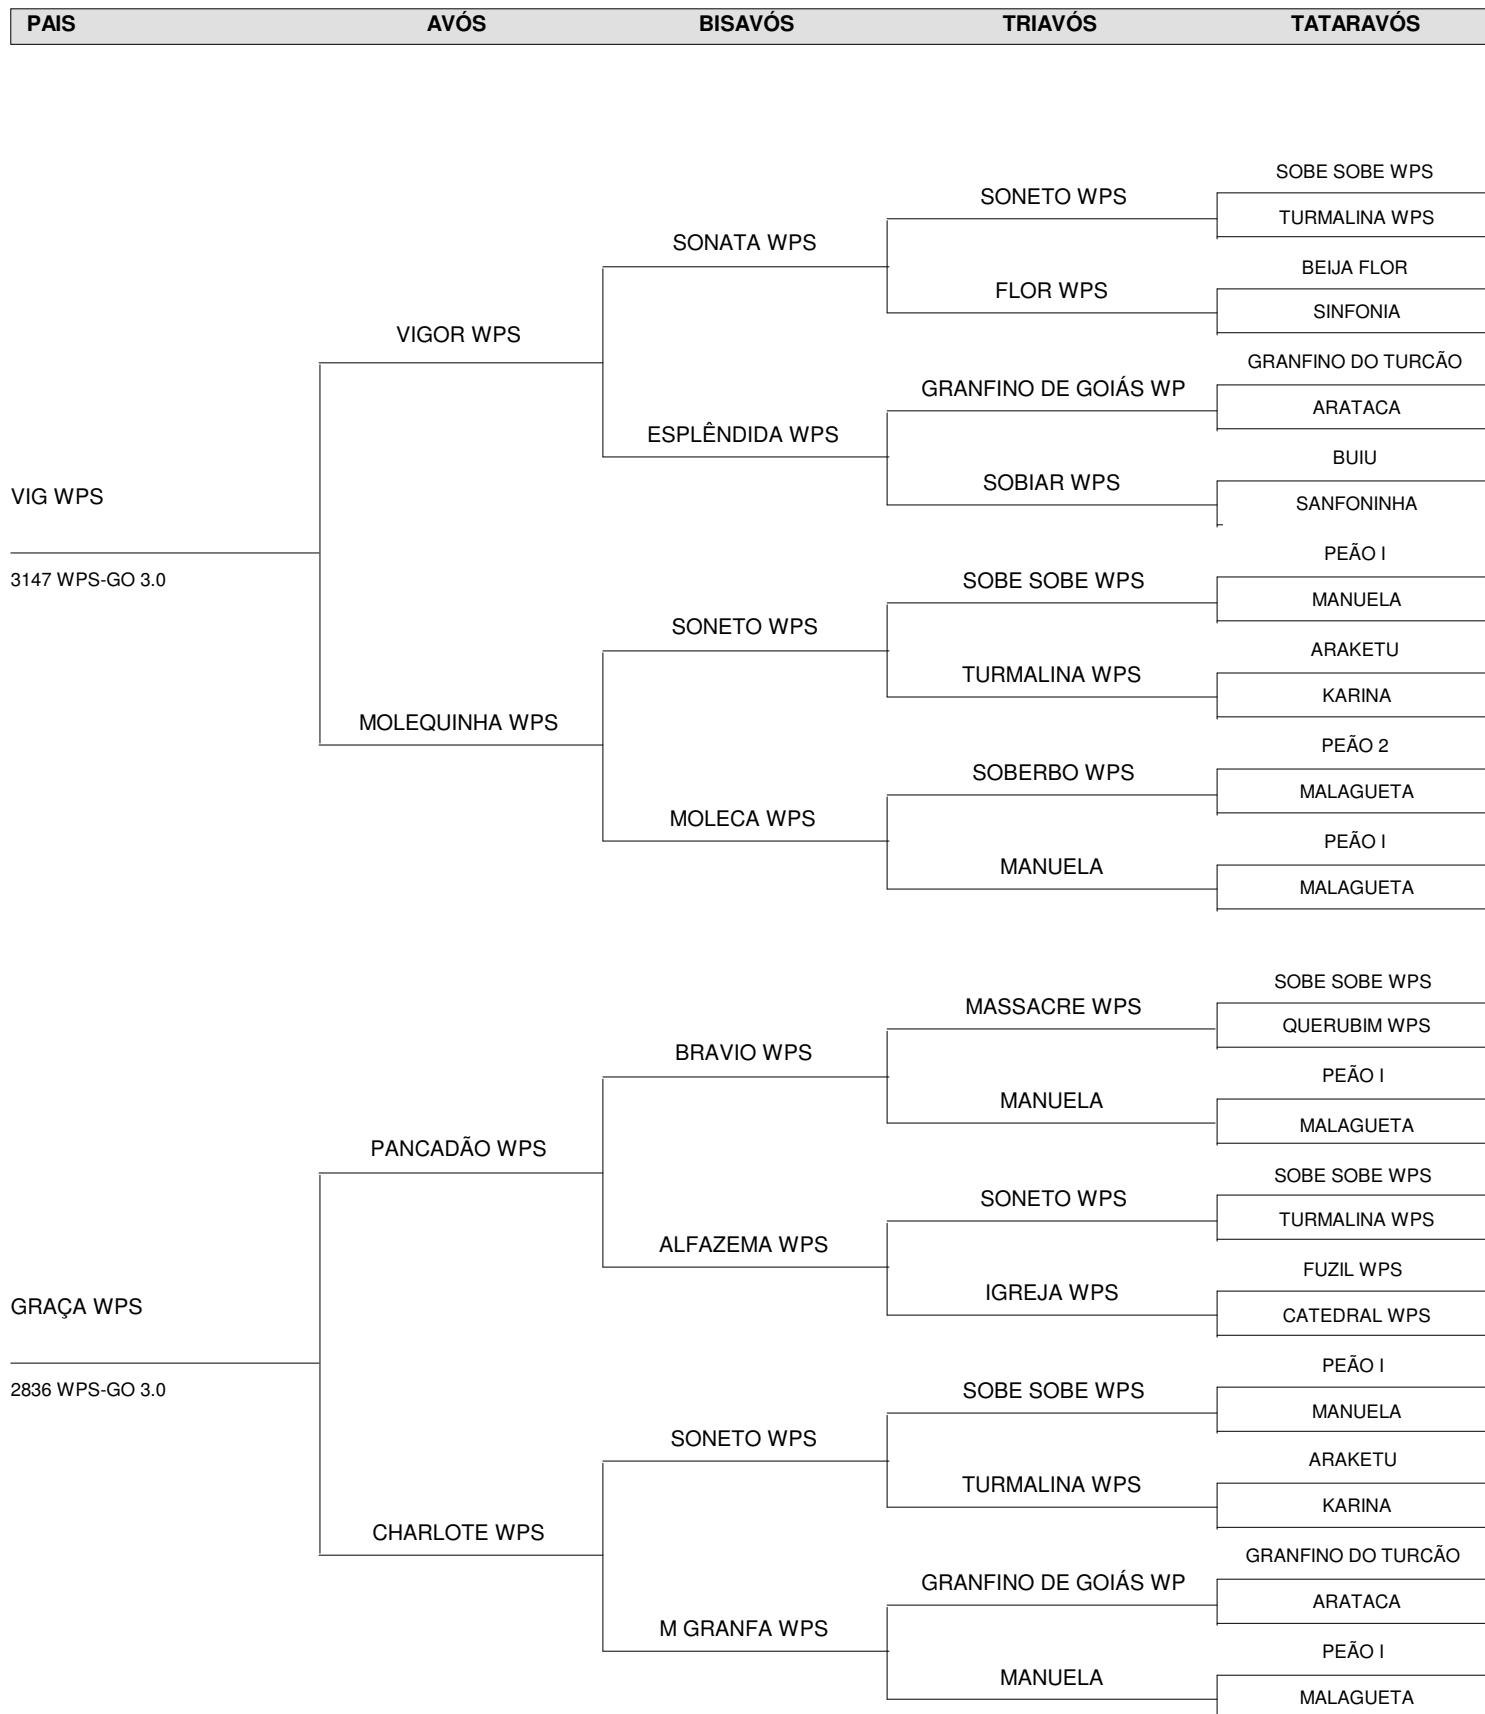 PAIS AVÓS BISAVÓS TRIAVÓS TATARAVÓS
SOBE SOBE WPS
SONETO WPS
TURMALINA WPS
SONATA WPS
BEIJA FLOR
FLOR WPS
SINFONIA
VIGOR WPS
GRANFINO DO TURCÃO
GRANFINO DE GOIÁS WP
ARATACA
ESPLÊNDIDA WPS
BUIU
SOBIAR WPS
SANFONINHA
VIG WPS
PEÃO I
3147 WPS-GO 3.0
SOBE SOBE WPS
MANUELA
SONETO WPS
ARAKETU
TURMALINA WPS
KARINA
MOLEQUINHA WPS
PEÃO 2
SOBERBO WPS
MALAGUETA
MOLECA WPS
PEÃO I
MANUELA
MALAGUETA
SOBE SOBE WPS
MASSACRE WPS
QUERUBIM WPS
BRAVIO WPS
PEÃO I
MANUELA
MALAGUETA
PANCADÃO WPS
SOBE SOBE WPS
SONETO WPS
TURMALINA WPS
ALFAZEMA WPS
FUZIL WPS
IGREJA WPS
CATEDRAL WPS
GRAÇA WPS
PEÃO I
2836 WPS-GO 3.0
SOBE SOBE WPS
MANUELA
SONETO WPS
ARAKETU
TURMALINA WPS
KARINA
CHARLOTE WPS
GRANFINO DO TURCÃO
GRANFINO DE GOIÁS WP
ARATACA
M GRANFA WPS
PEÃO I
MANUELA
MALAGUETA